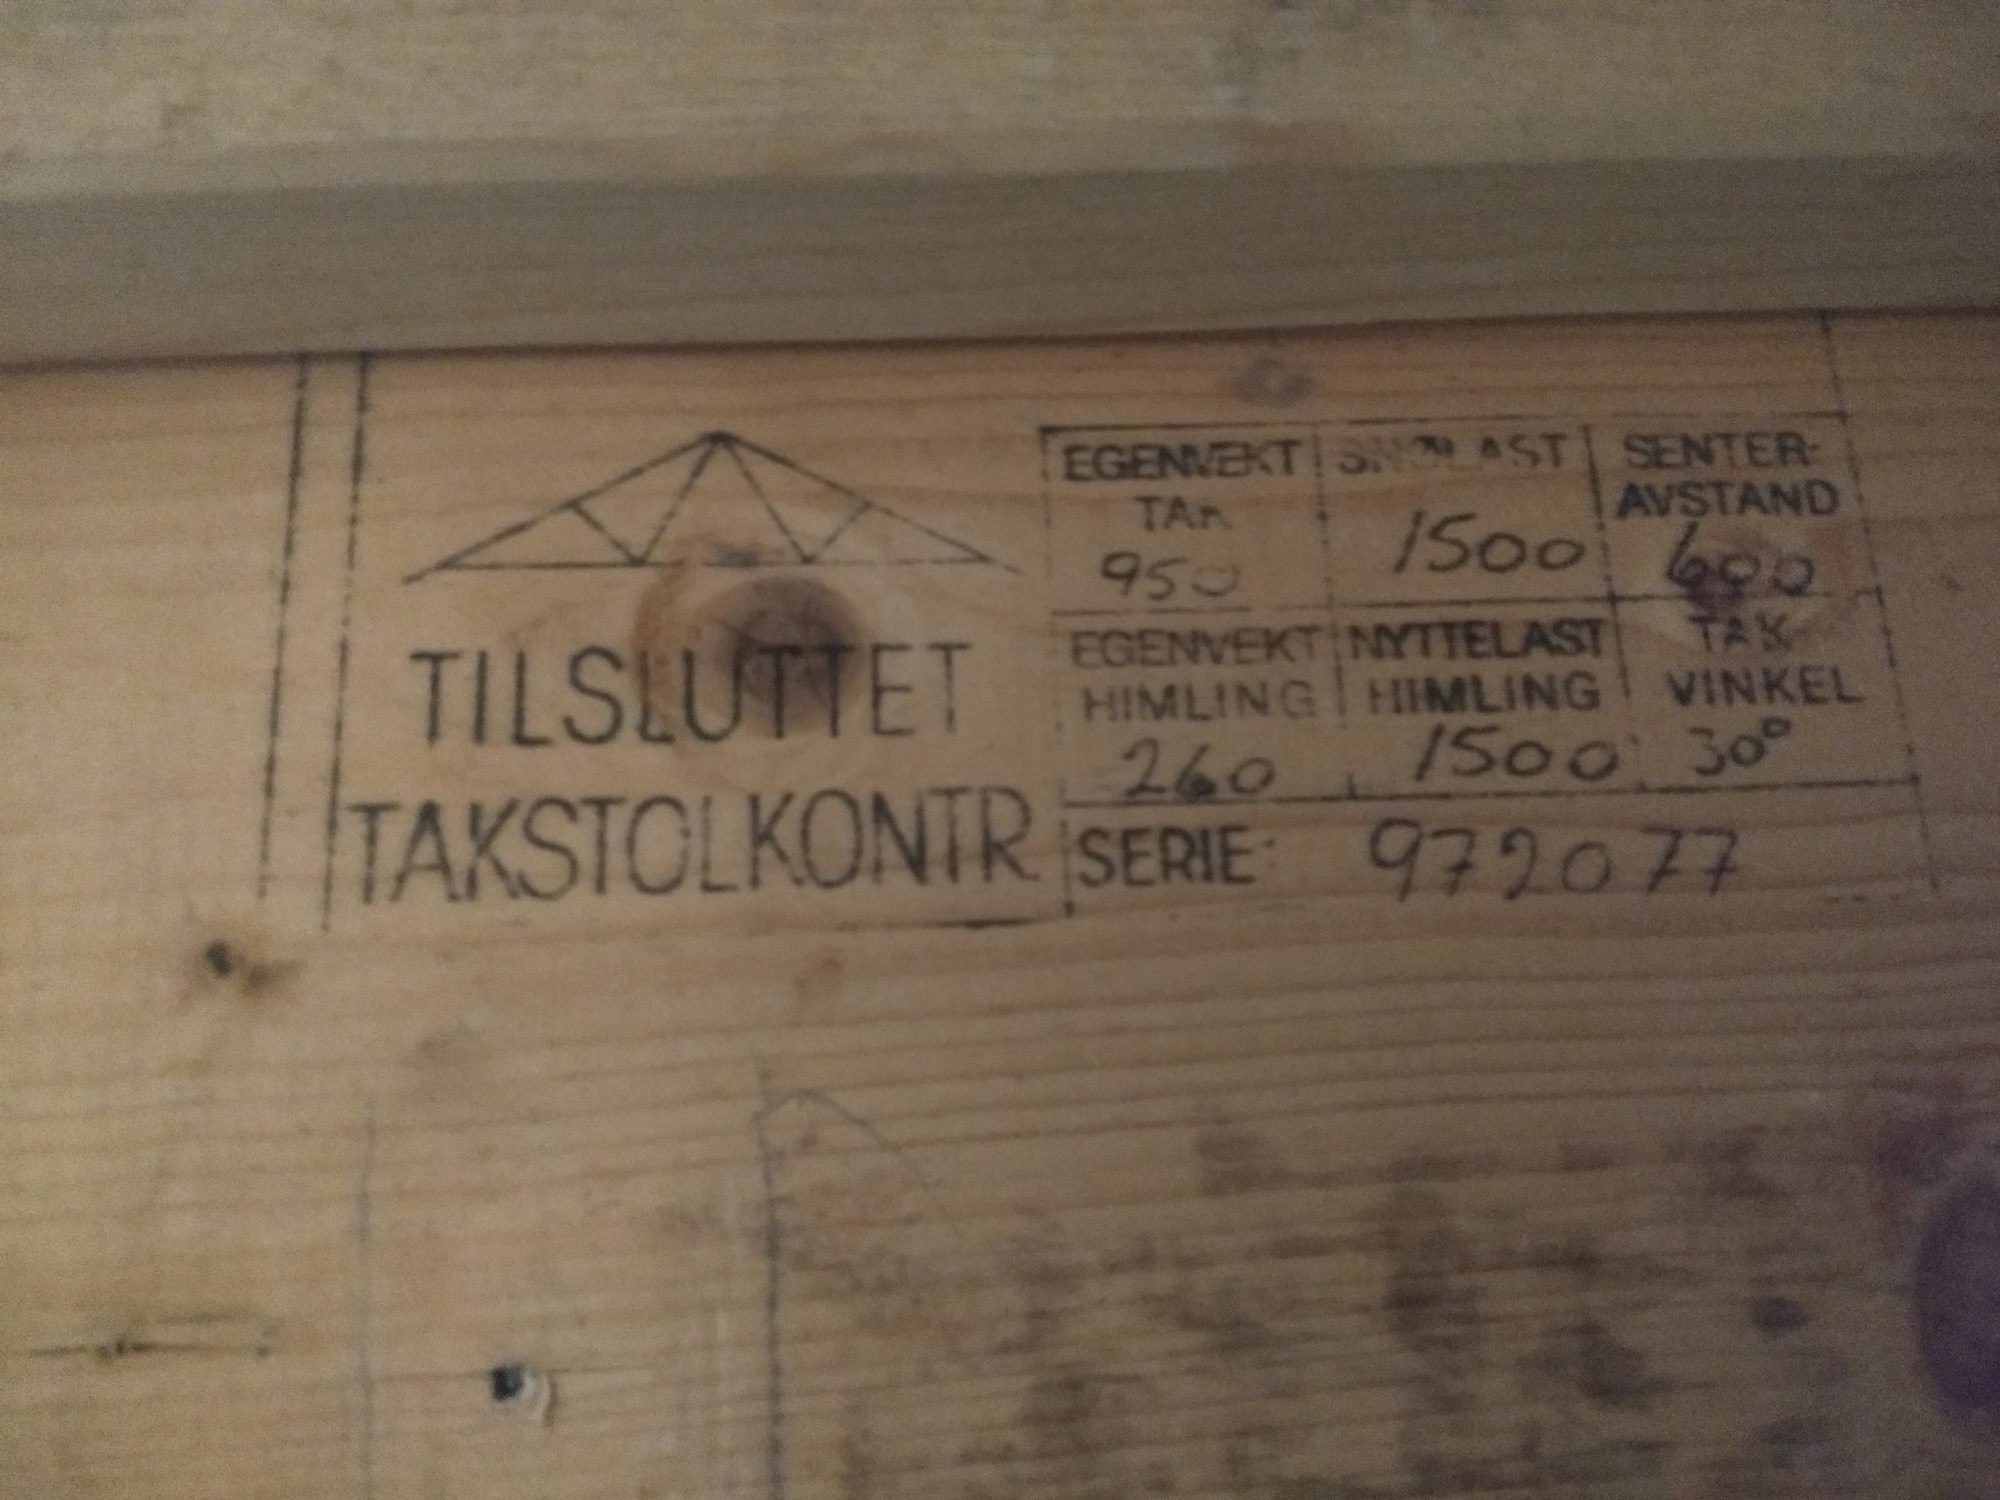 EGENVEKT TAK
950
SNØLAST
1500
SENTER-
AVSTAND
600
EGENVEKT
HIMLING
260
NYTTELAST
HIMLING
1500
TAK
VINKEL
30°
SERIE: 972077
TILSLUTTET
TAKSTOLKONTR